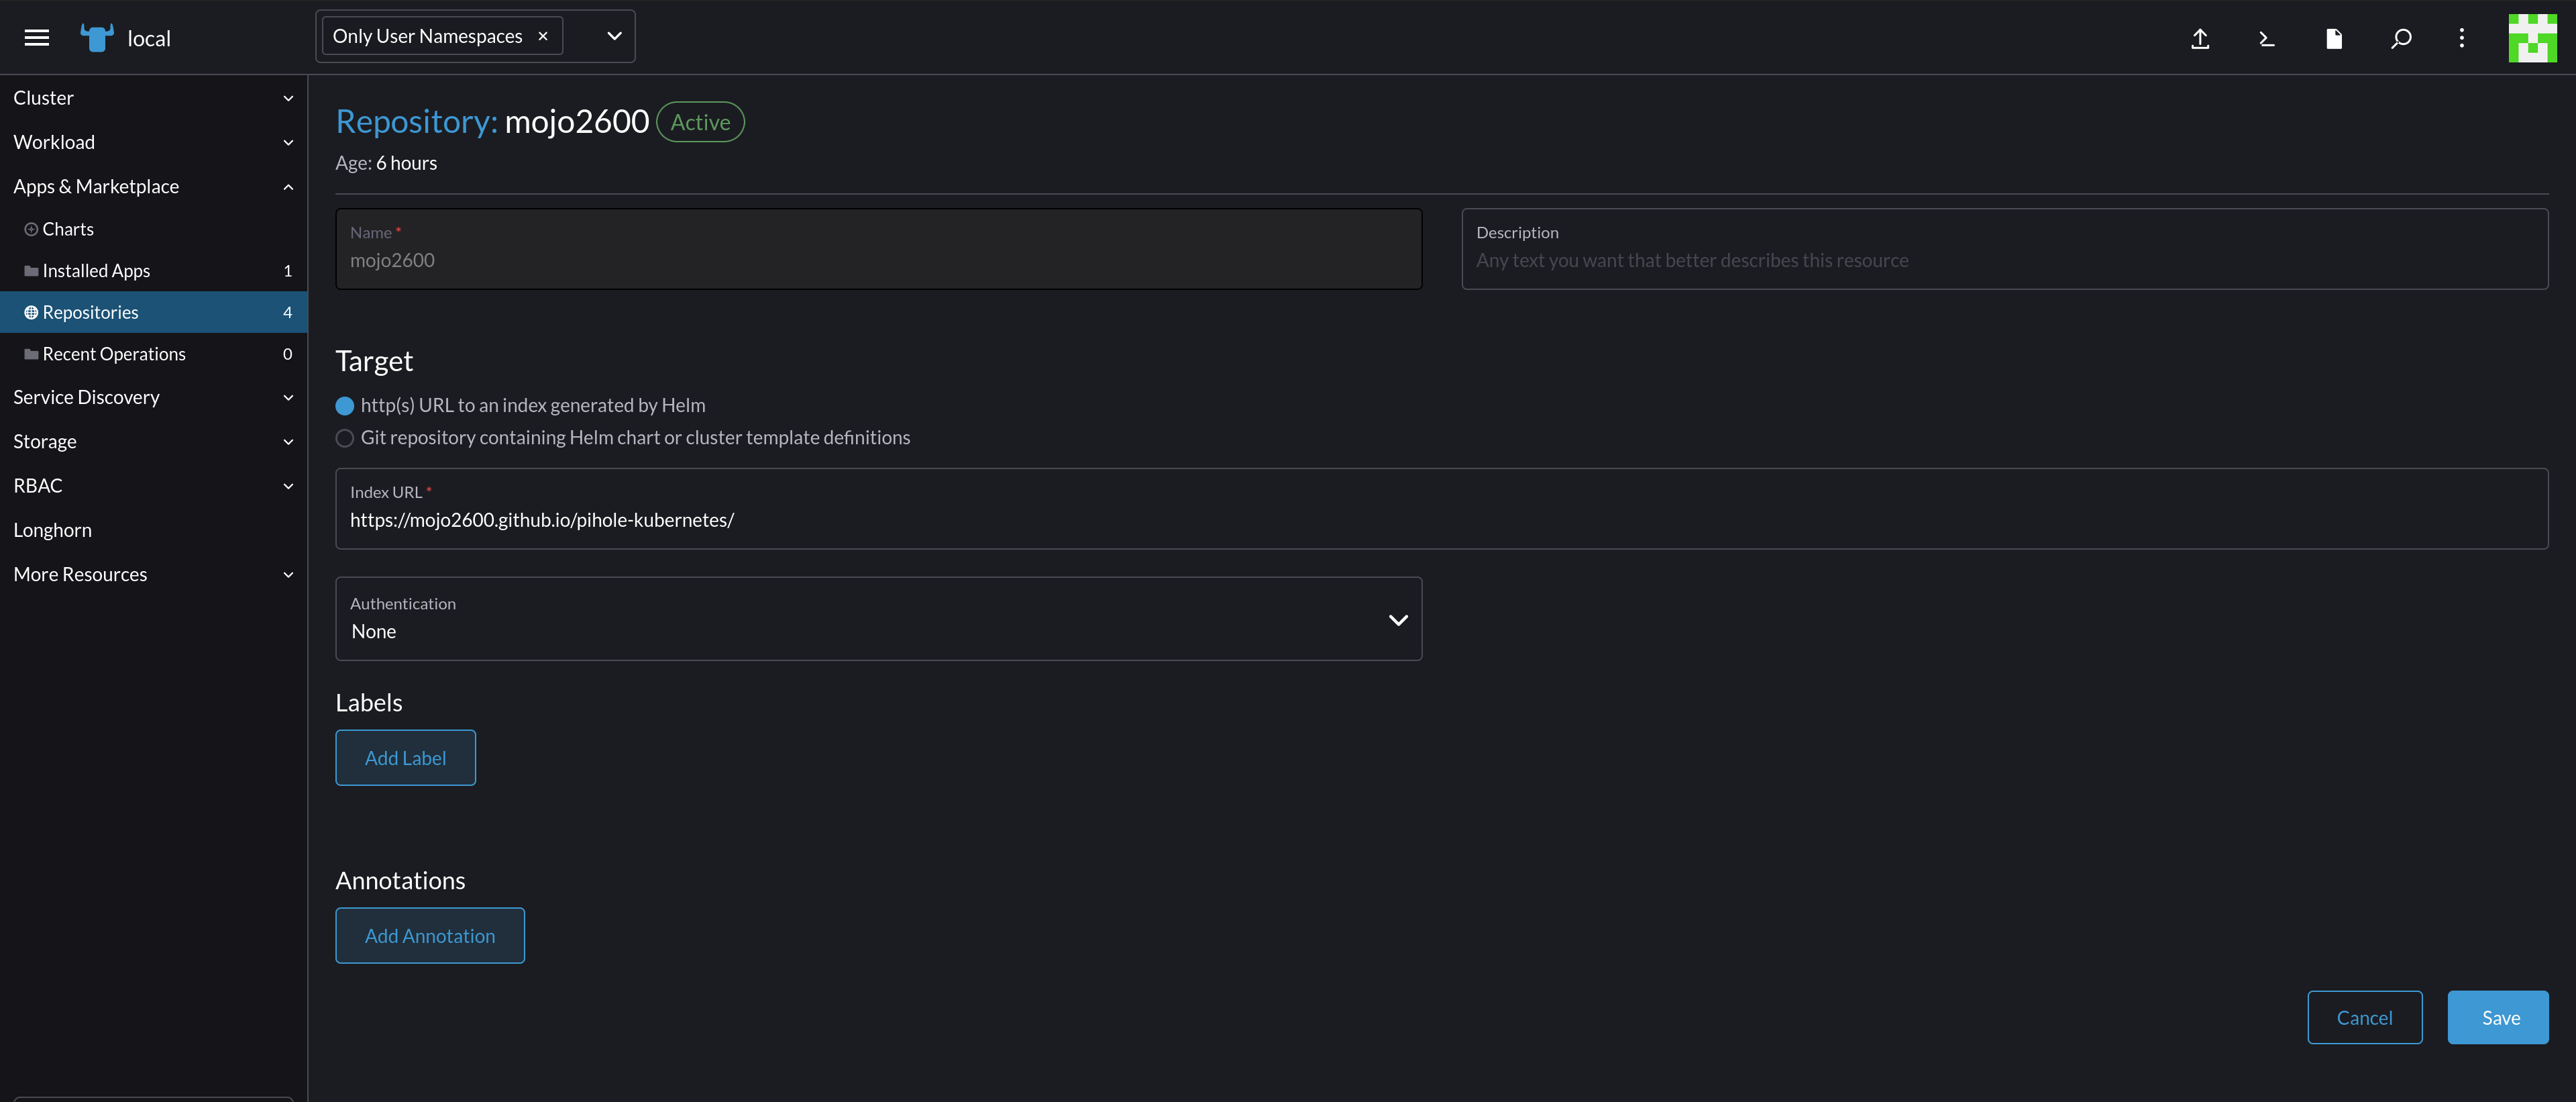 local
Only User Namespaces ×
Cluster
Workload
Apps & Marketplace
Charts
Installed Apps 1
Repositories 4
Recent Operations 0
Service Discovery
Storage
RBAC
Longhorn
More Resources
Repository: mojo2600 Active
Age: 6 hours
Name *
mojo2600
Description
Any text you want that better describes this resource
Target
http(s) URL to an index generated by Helm
Git repository containing Helm chart or cluster template definitions
Index URL *
https://mojo2600.github.io/pihole-kubernetes/
Authentication
None
Labels
Add Label
Annotations
Add Annotation
Cancel
Save